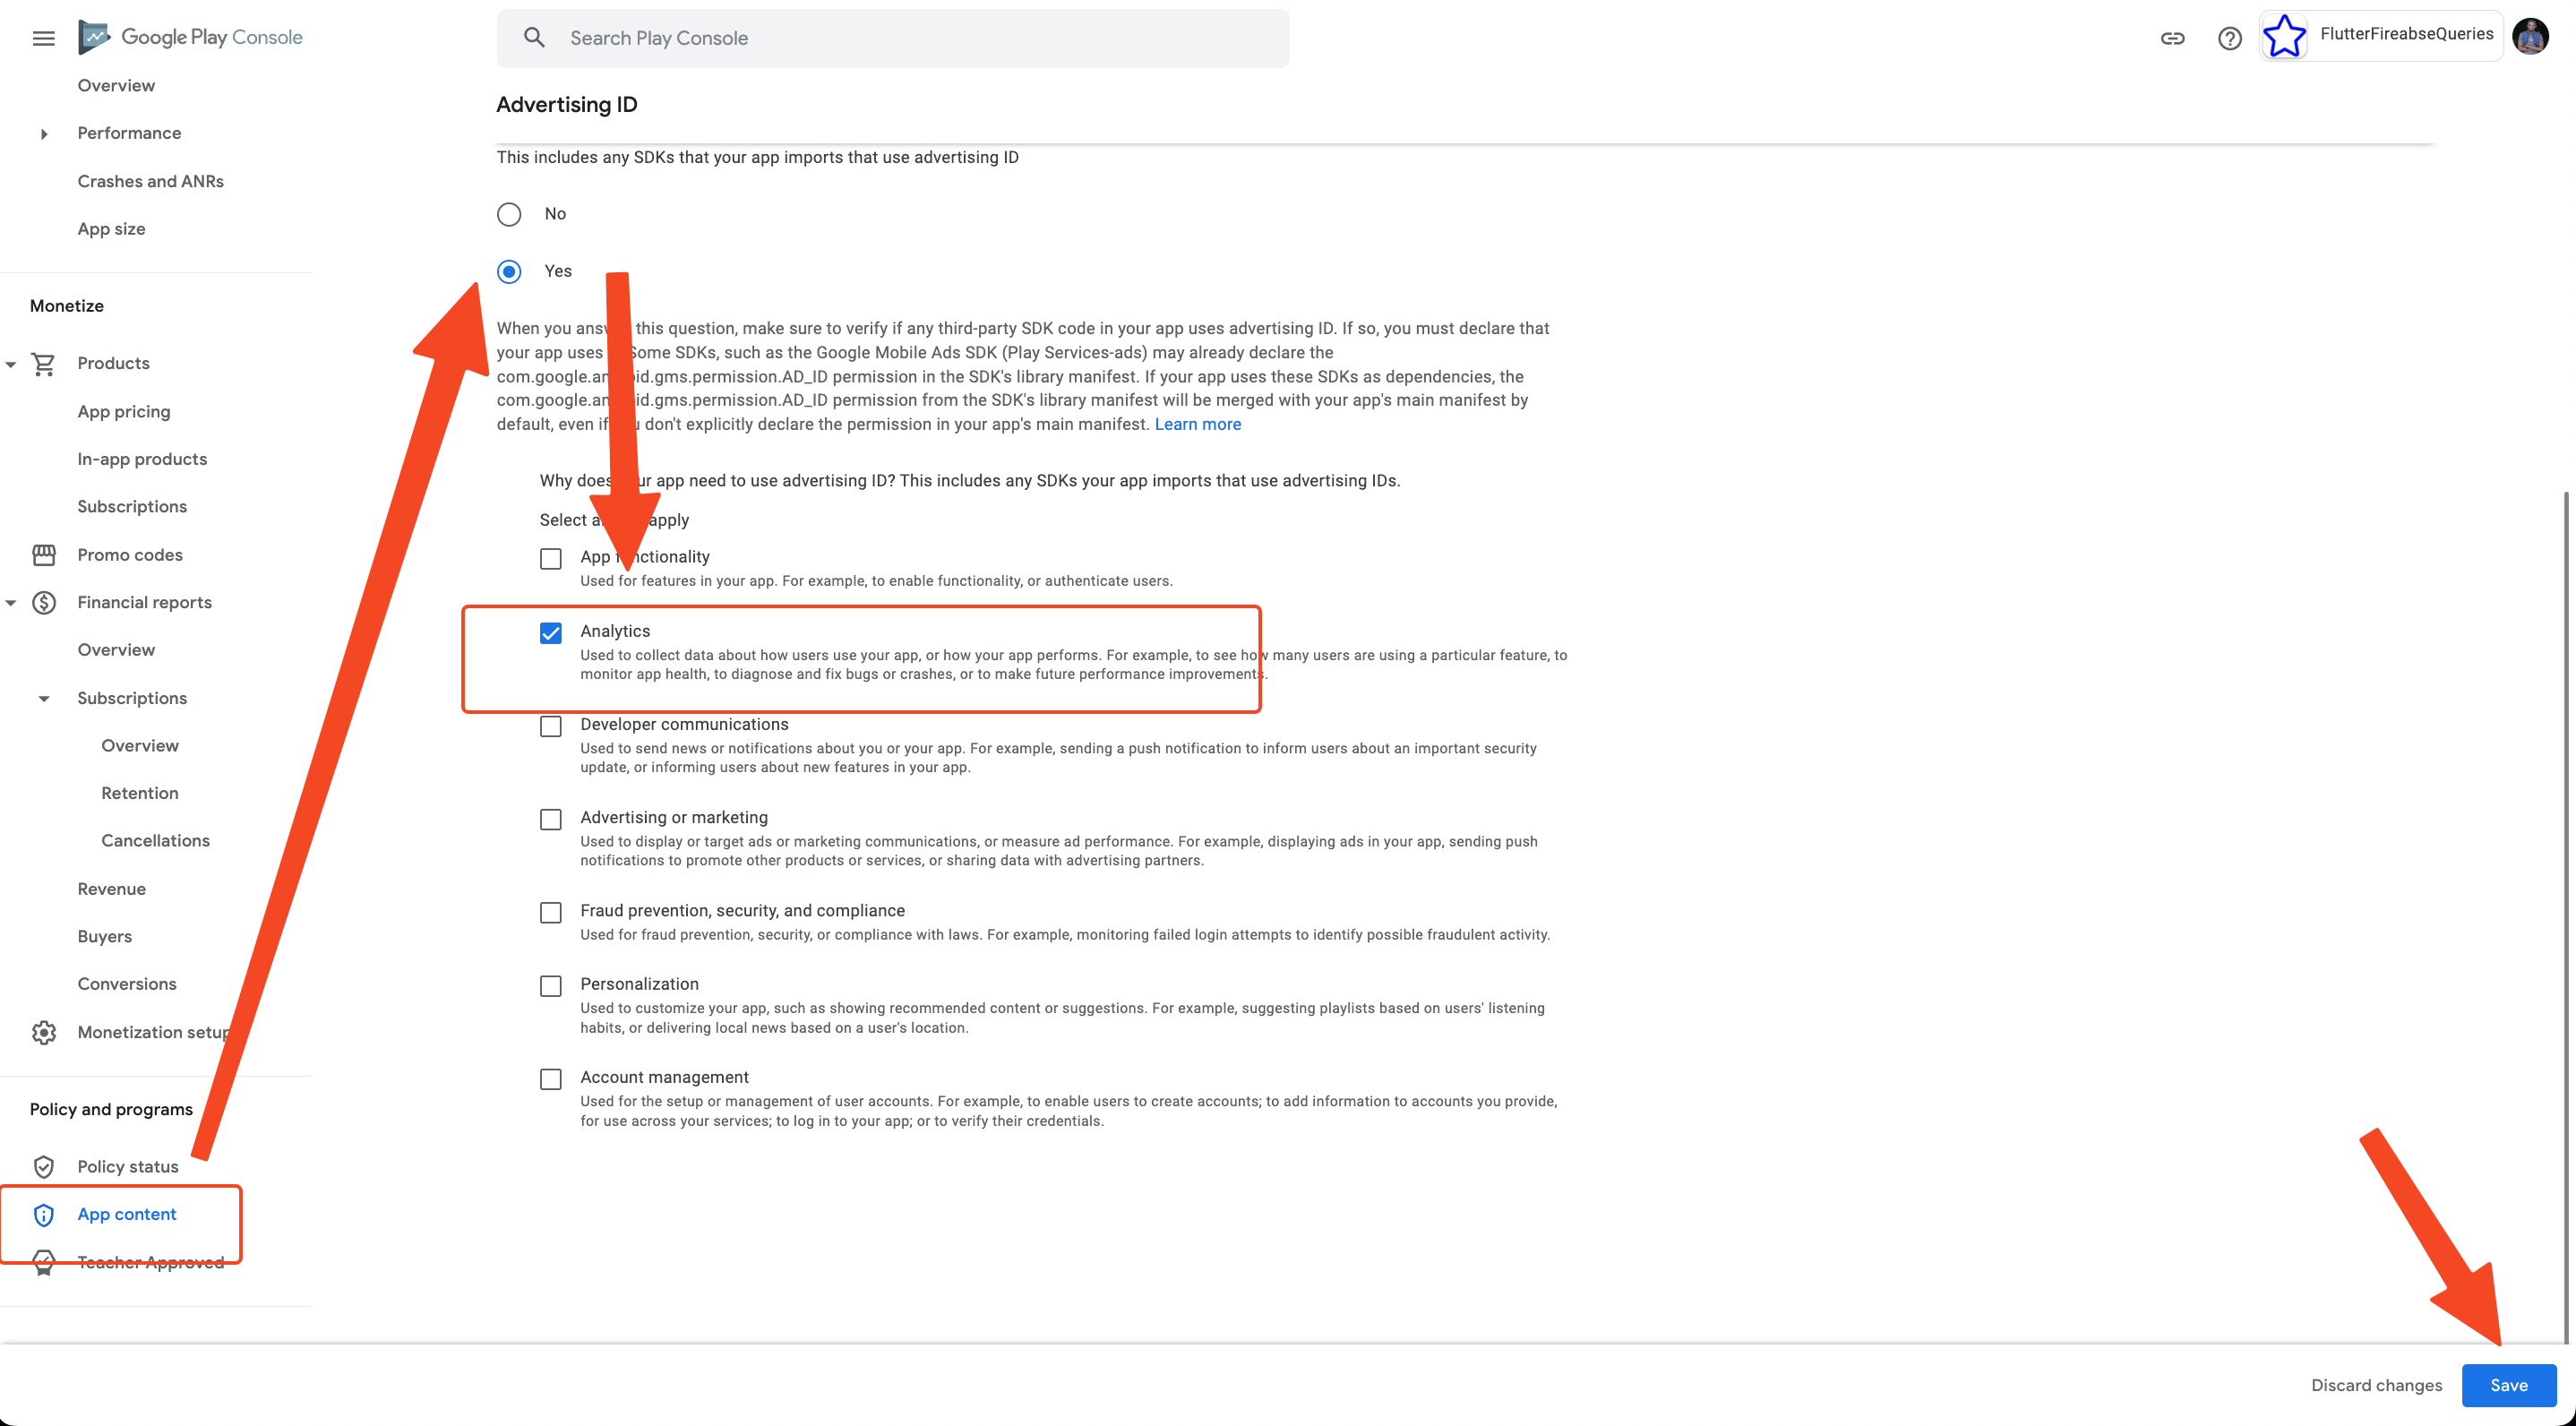 Google Play Console
Search Play Console
FlutterFireabseQueries
Overview
Performance
Crashes and ANRs
App size
Monetize
Products
App pricing
In-app products
Subscriptions
Promo codes
Financial reports
Overview
Subscriptions
Overview
Retention
Cancellations
Revenue
Buyers
Conversions
Monetization setup
Policy and programs
Policy status
App content
Teacher Approved
Advertising ID
This includes any SDKs that your app imports that use advertising ID
No
Yes
When you this question, make sure to verify if any third-party SDK code in your app uses advertising ID. If so, you must declare that
your app uses Some SDKs, such as the Google Mobile Ads SDK (Play Services-ads) may already declare the
com.google.android.gms.permission.AD_ID permission in the SDK's library manifest. If your app uses these SDKs as dependencies, the
com.google.android.gms.permission.AD_ID permission from the SDK's library manifest will be merged with your app's main manifest by
default, even if you don't explicitly declare the permission in your app's main manifest. Learn more
Why does your app need to use advertising ID? This includes any SDKs your app imports that use advertising IDs.
Select apply
App functionality
Used for features in your app. For example, to enable functionality, or authenticate users.
Analytics
Used to collect data about how users use your app, or how your app performs. For example, to see how many users are using a particular feature, to
monitor app health, to diagnose and fix bugs or crashes, or to make future performance improvements.
Developer communications
Used to send news or notifications about you or your app. For example, sending a push notification to inform users about an important security
update, or informing users about new features in your app.
Advertising or marketing
Used to display or target ads or marketing communications, or measure ad performance. For example, displaying ads in your app, sending push
notifications to promote other products or services, or sharing data with advertising partners.
Fraud prevention, security, and compliance
Used for fraud prevention, security, or compliance with laws. For example, monitoring failed login attempts to identify possible fraudulent activity.
Personalization
Used to customize your app, such as showing recommended content or suggestions. For example, suggesting playlists based on users' listening
habits, or delivering local news based on a user's location.
Account management
Used for the setup or management of user accounts. For example, to enable users to create accounts; to add information to accounts you provide,
for use across your services; to log in to your app; or to verify their credentials.
Discard changes
Save